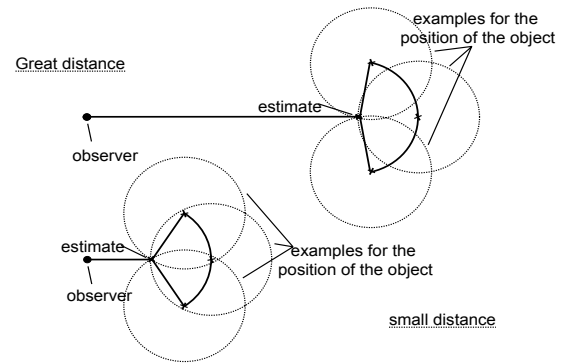 examples for the
position of the object
Great distance
estimate
observer
estimate
examples for the
position of the object
observer
small distance